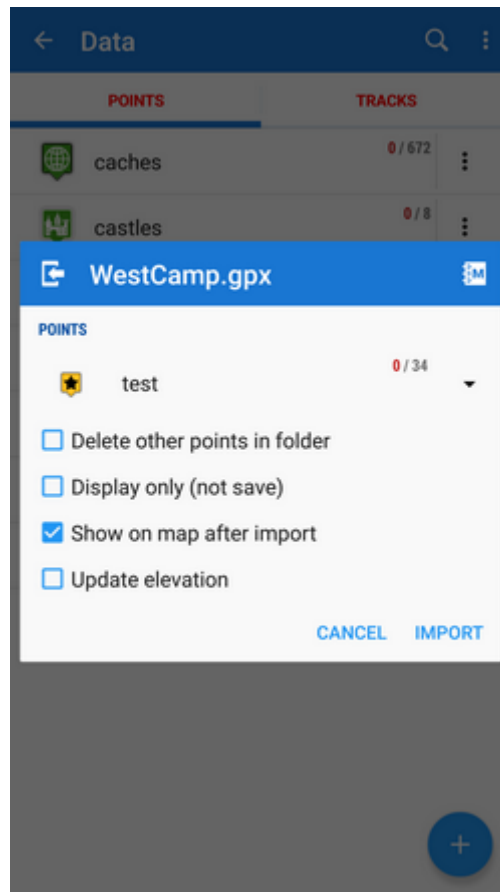 Data
POINTS TRACKS
caches 0 / 672
castles 0 / 8
WestCamp.gpx
POINTS
test 0 / 34
Delete other points in folder
Display only (not save)
Show on map after import
Update elevation
CANCEL IMPORT